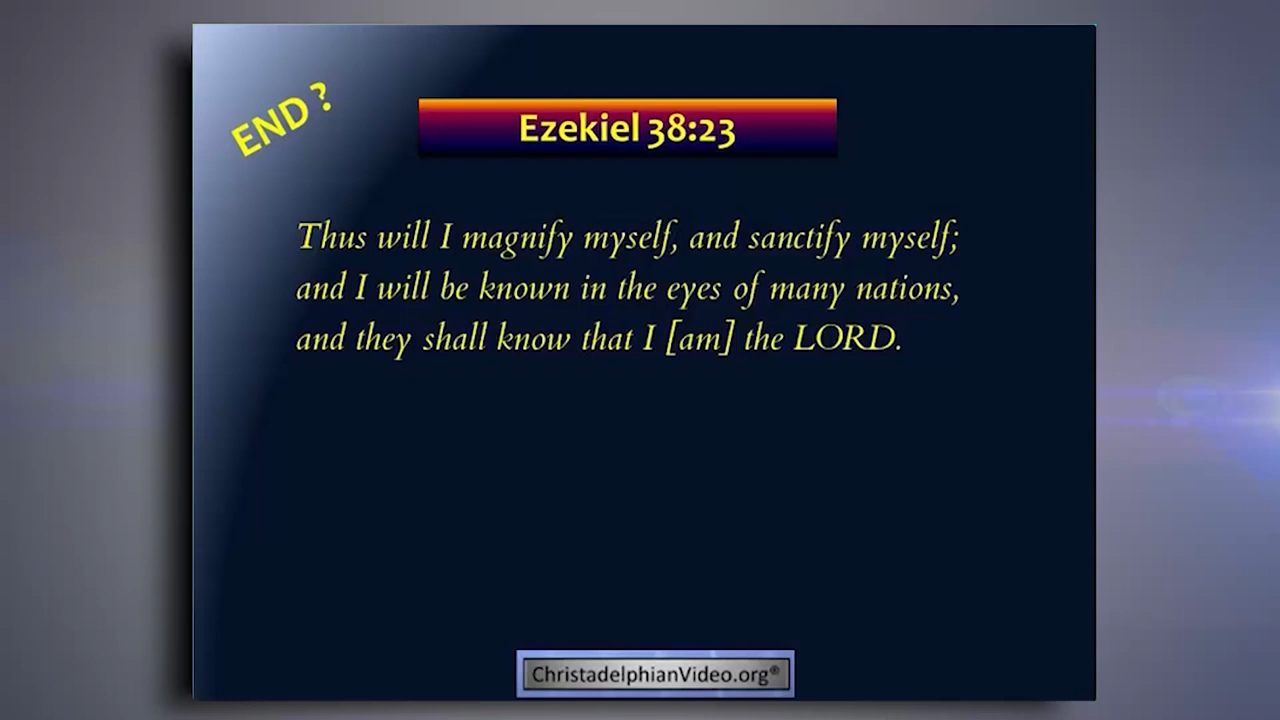 END ?
Ezekiel 38:23
Thus will I magnify myself, and sanctify myself;
and I will be known in the eyes of many nations,
and they shall know that I [am] the LORD.
ChristadelphianVideo.org®